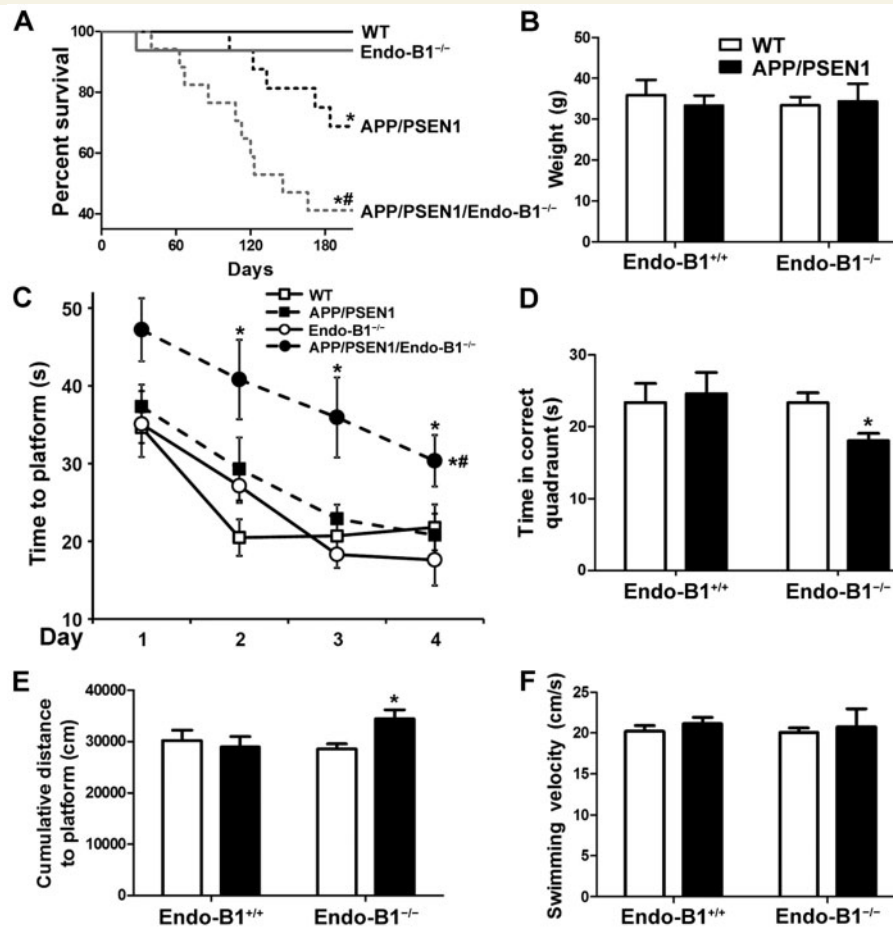 A
Percent survival
100
80
60
40
0
60
120
180
Days
WT
Endo-B1⁻/⁻
APP/PSEN1
*
APP/PSEN1/Endo-B1⁻/⁻
*#
B
Weight (g)
50
40
30
20
10
0
WT
APP/PSEN1
Endo-B1⁺/⁺
Endo-B1⁻/⁻
C
Time to platform (s)
50
40
30
20
10
WT
APP/PSEN1
Endo-B1⁻/⁻
APP/PSEN1/Endo-B1⁻/⁻
*
*
*
*#
Day
1
2
3
4
D
Time in correct
quadraunt (s)
30
20
10
0
*
Endo-B1⁺/⁺
Endo-B1⁻/⁻
E
Cumulative distance
to platform (cm)
40000
30000
20000
10000
0
*
Endo-B1⁺/⁺
Endo-B1⁻/⁻
F
Swimming velocity (cm/s)
25
20
15
10
5
0
Endo-B1⁺/⁺
Endo-B1⁻/⁻